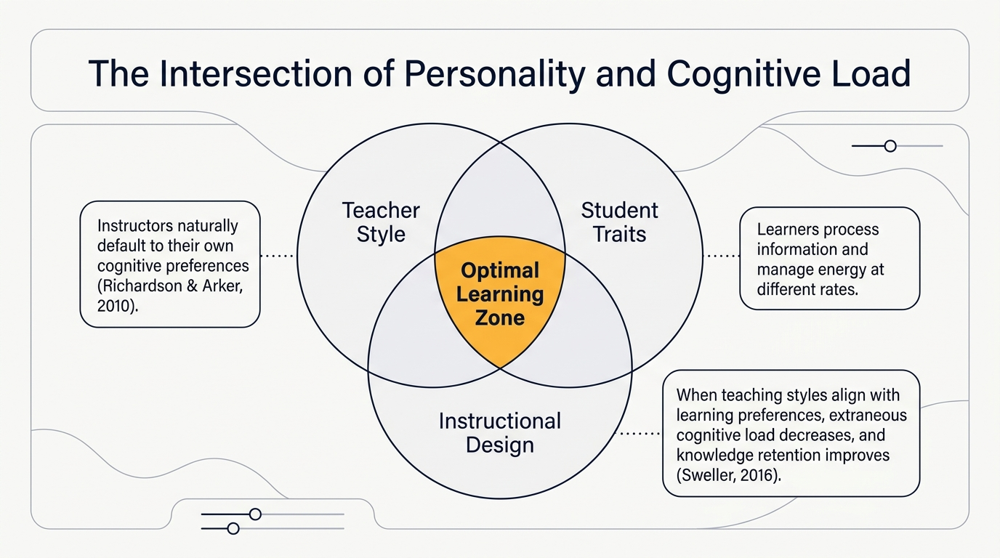 The Intersection of Personality and Cognitive Load
Teacher
Style
Student
Traits
Instructors naturally
default to their own
cognitive preferences
(Richardson & Arker,
2010).
Optimal
Learning
Zone
Learners process
information and
manage energy at
different rates.
Instructional
Design
When teaching styles align with
learning preferences, extraneous
cognitive load decreases, and
knowledge retention improves
(Sweller, 2016).